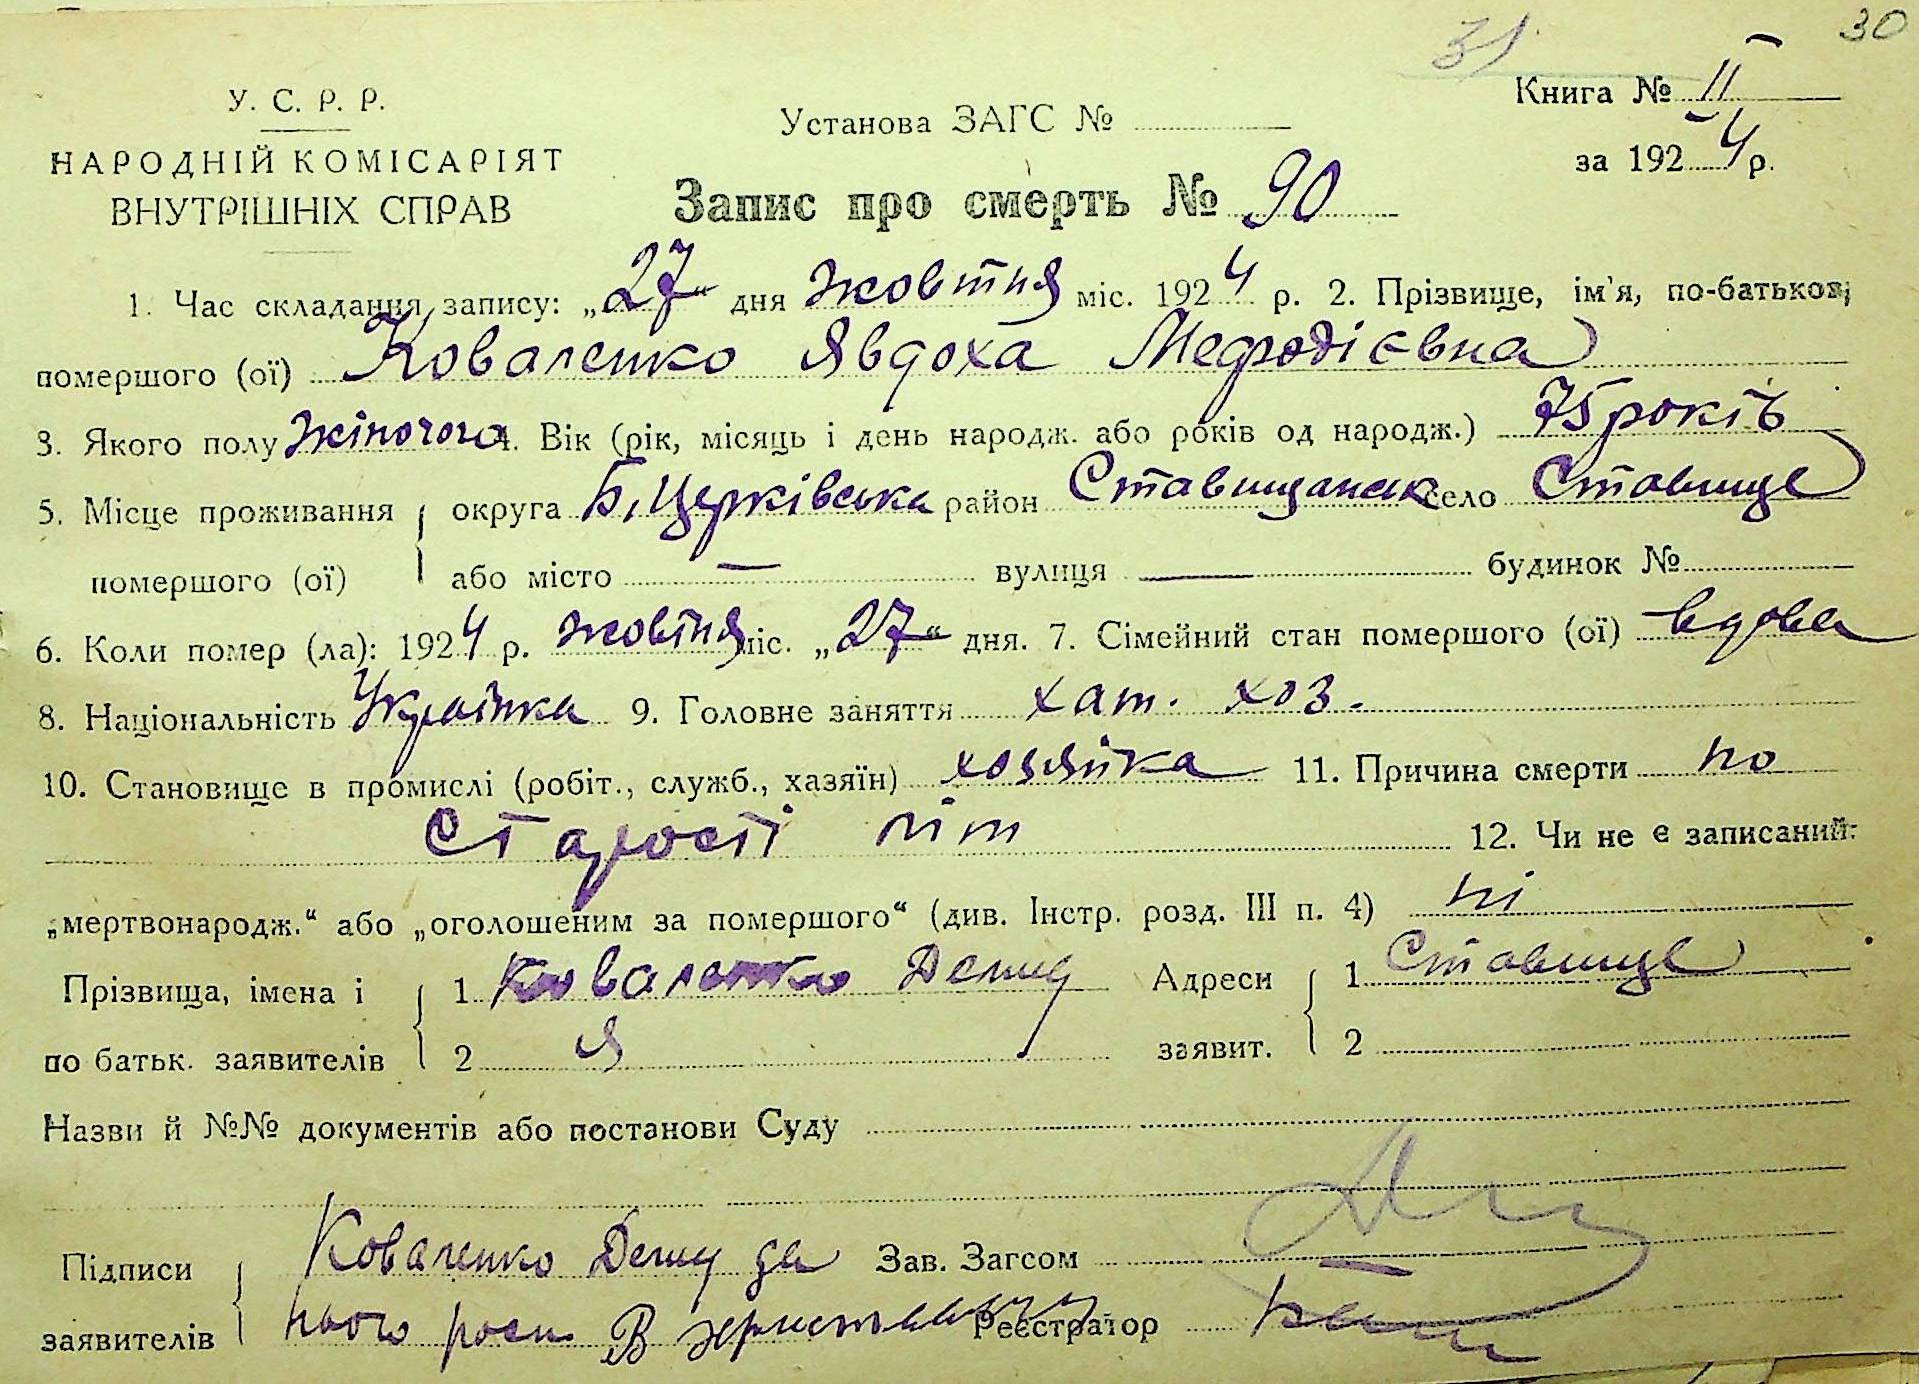 31 30
У. С. Р. Р.
НАРОДНІЙ КОМІСАРІЯТ
ВНУТРІШНІХ СПРАВ
Установа ЗАГС №
Книга № II
за 1924 р.
Запис про смерть № 90
1. Час складання запису: „27“ дня жовтня міс. 1924 р. 2. Прізвище, ім'я, по-батькові
помершого (ої) Коваленко Явдоха Мефодієвна
3. Якого полу жіночого 4. Вік (рік, місяць і день народж. або років од народж.) 75 років
5. Місце проживання помершого (ої) округа Б. Церківська район Ставищанськ село Ставище
або місто — вулиця — будинок №
6. Коли помер (ла): 1924 р. жовтня міс. „27“ дня. 7. Сімейний стан помершого (ої) вдова
8. Національність Українка 9. Головне заняття хат. хоз.
10. Становище в промислі (робіт., служб., хазяїн) хозяйка 11. Причина смерти по
старості літ 12. Чи не є записаний:
„мертвонародж.“ або „оголошеним за помершого“ (див. Інстр. розд. III п. 4) ні
Прізвища, імена і по батьк. заявителів 1 Коваленко Демид Адреси заявит. 1 Ставище
2 2
Назви й №№ документів або постанови Суду
Підписи заявителів Коваленко Демид за Зав. Загсом
нього росп. Реєстратор